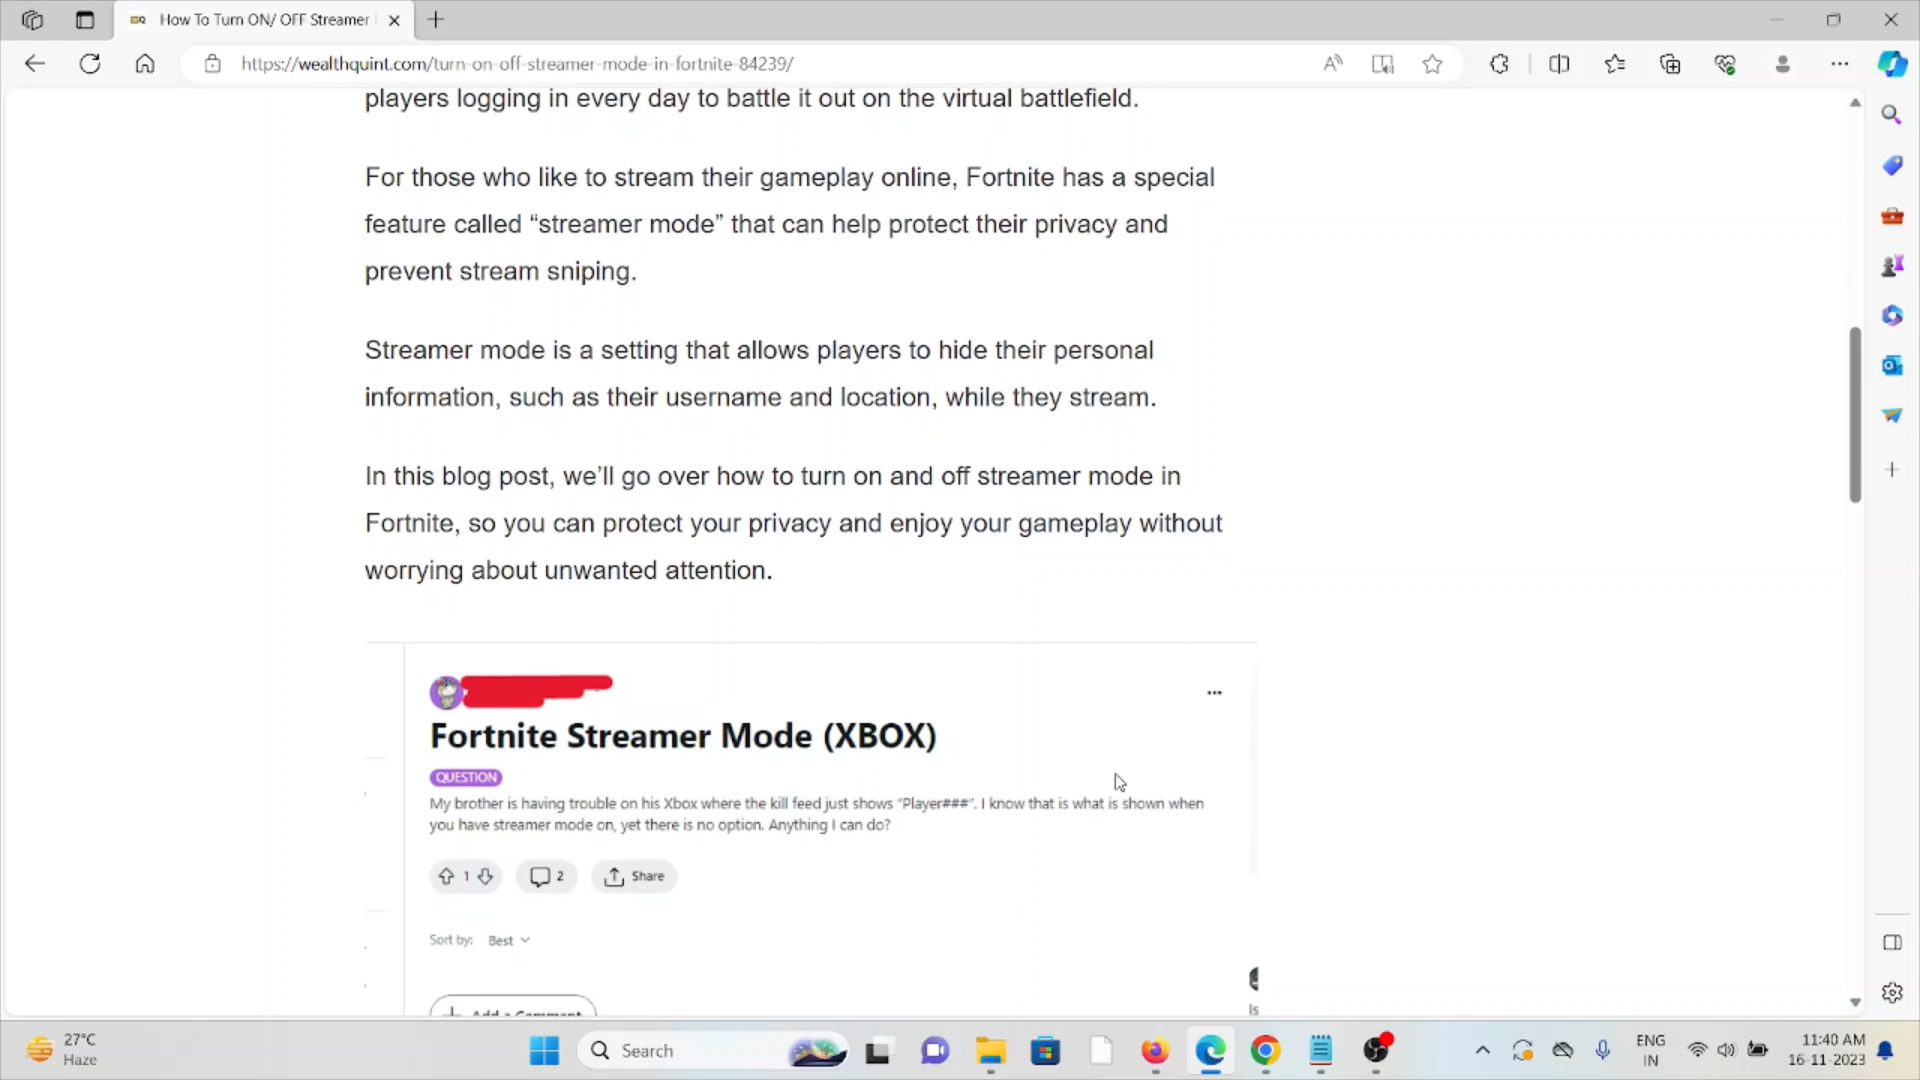 How To Turn ON/ OFF Streamer
https://wealthquint.com/turn-on-off-streamer-mode-in-fortnite-84239/
players logging in every day to battle it out on the virtual battlefield.
For those who like to stream their gameplay online, Fortnite has a special
feature called “streamer mode” that can help protect their privacy and
prevent stream sniping.
Streamer mode is a setting that allows players to hide their personal
information, such as their username and location, while they stream.
In this blog post, we’ll go over how to turn on and off streamer mode in
Fortnite, so you can protect your privacy and enjoy your gameplay without
worrying about unwanted attention.
Fortnite Streamer Mode (XBOX)
QUESTION
My brother is having trouble on his Xbox where the kill feed just shows "Player###". I know that is what is shown when
you have streamer mode on, yet there is no option. Anything I can do?
1
2
Share
Sort by: Best
Add a Comment
Is
27°C
Haze
Search
ENG
IN
11:40 AM
16-11-2023